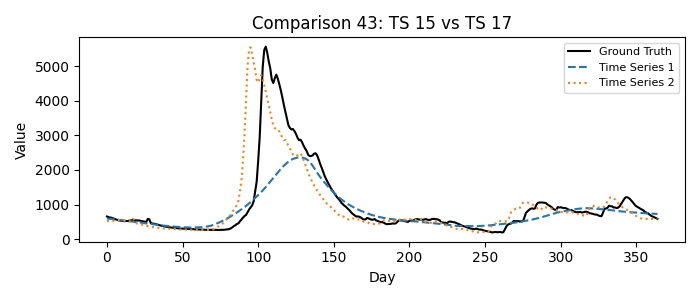 Comparison 43: TS 15 vs TS 17
Ground Truth
Time Series 1
Time Series 2
Value
5000
4000
3000
2000
1000
0
0 50 100 150 200 250 300 350
Day